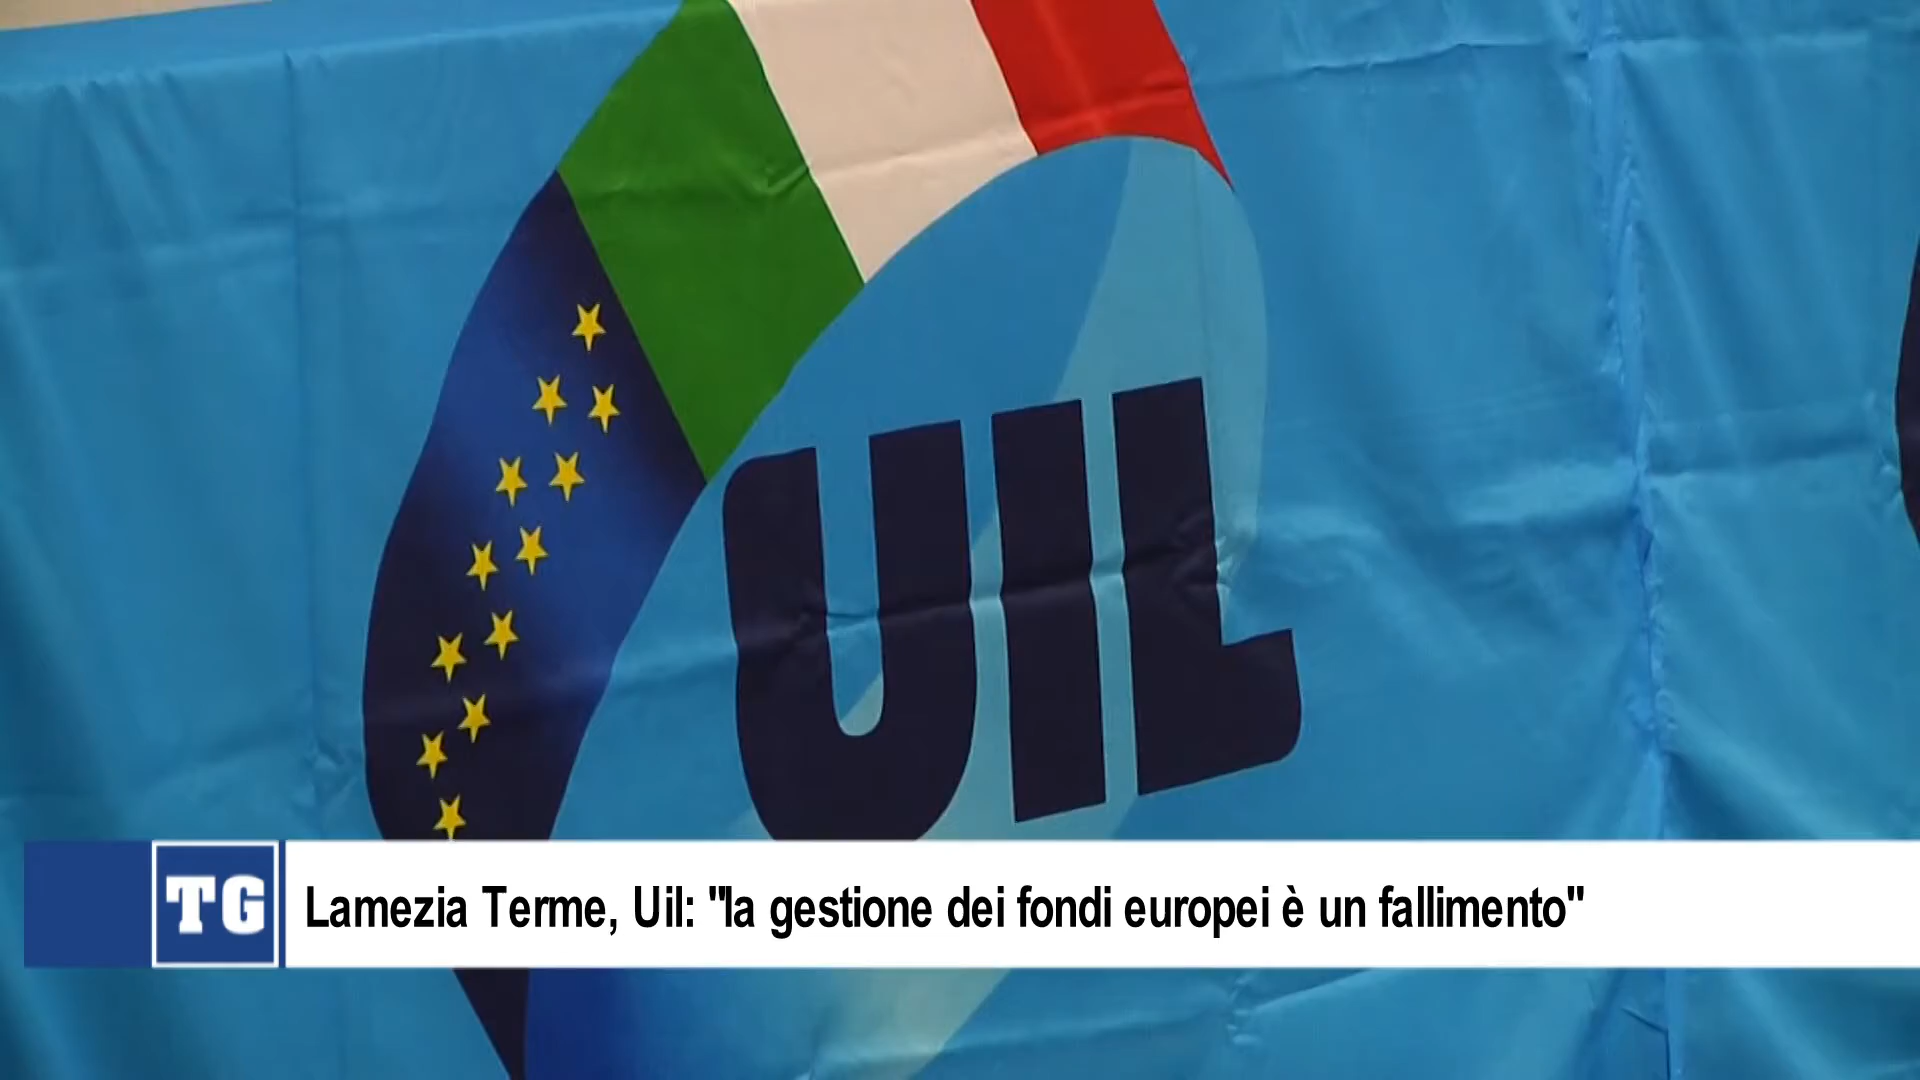 UIL
TG
Lamezia Terme, Uil: "la gestione dei fondi europei è un fallimento"